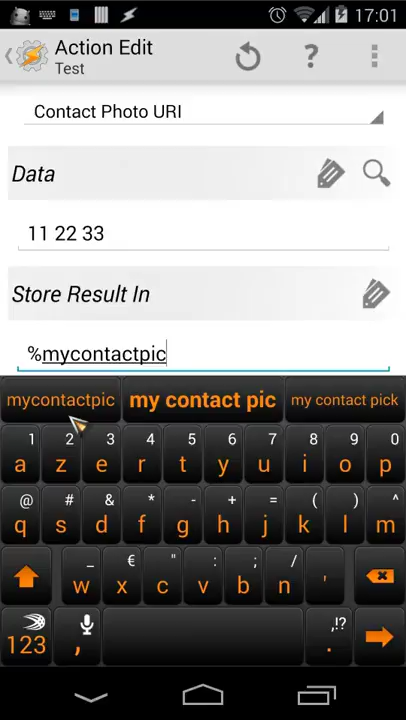 17:01
Action Edit
Test
Contact Photo URI
Data
11 22 33
Store Result In
%mycontactpic
mycontactpic my contact pic my contact pick
1 2 3 4 5 6 7 8 9 0
a z e r t y u i o p
@ # & * - + = ( ) ^
q s d f g h j k l m
_ € " : ; /
w x c v b n '
,!?
123 , .